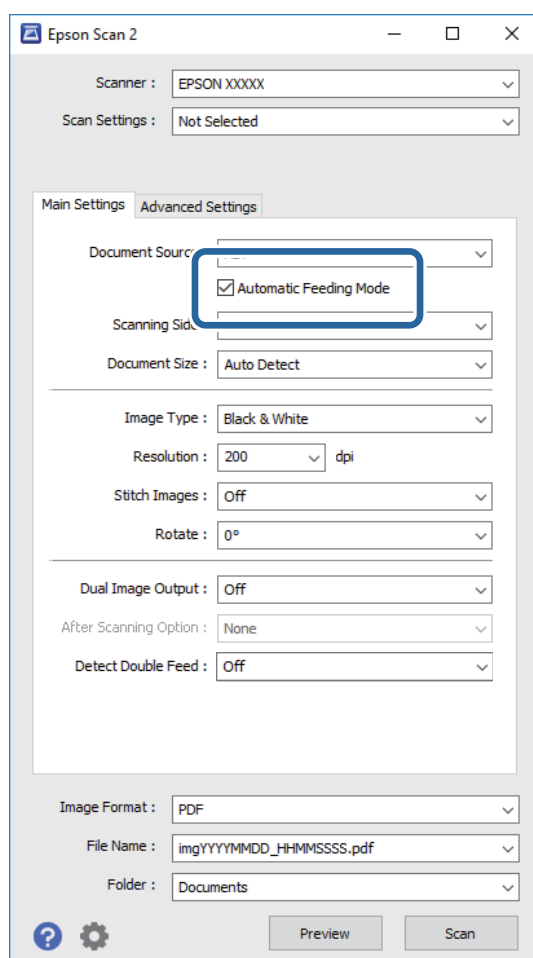 Epson Scan 2
Scanner : EPSON XXXXX
Scan Settings : Not Selected
Main Settings Advanced Settings
Document
Automatic Feeding Mode
Scanning
Document Size : Auto Detect
Image Type : Black & White
Resolution : 200 dpi
Stitch Images : Off
Rotate : 0°
Dual Image Output : Off
After Scanning Option : None
Detect Double Feed : Off
Image Format : PDF
File Name : imgYYYYMMDD_HHMMSSSS.pdf
Folder : Documents
? Preview Scan